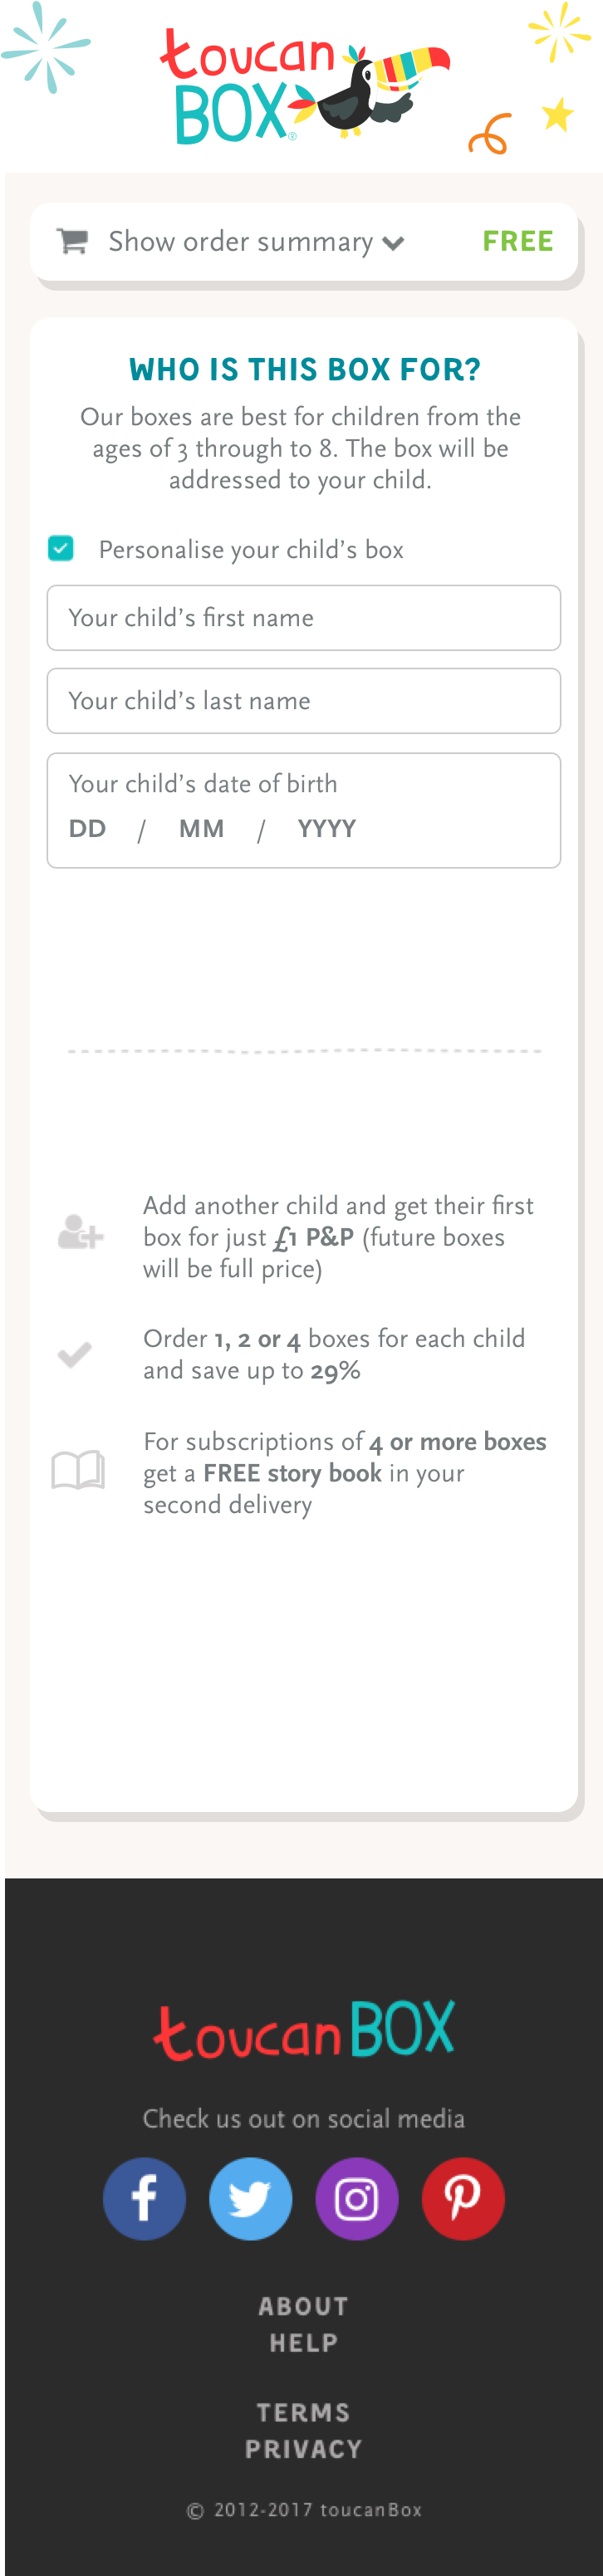 toucan
BOX®
Show order summary
FREE
WHO IS THIS BOX FOR?
Our boxes are best for children from the
ages of 3 through to 8. The box will be
addressed to your child.
Personalise your child’s box
Your child’s first name
Your child’s last name
Your child’s date of birth
DD / MM / YYYY
Add another child and get their first
box for just £1 P&P (future boxes
will be full price)
Order 1, 2 or 4 boxes for each child
and save up to 29%
For subscriptions of 4 or more boxes
get a FREE story book in your
second delivery
toucanBOX
Check us out on social media
ABOUT
HELP
TERMS
PRIVACY
© 2012-2017 toucanBox